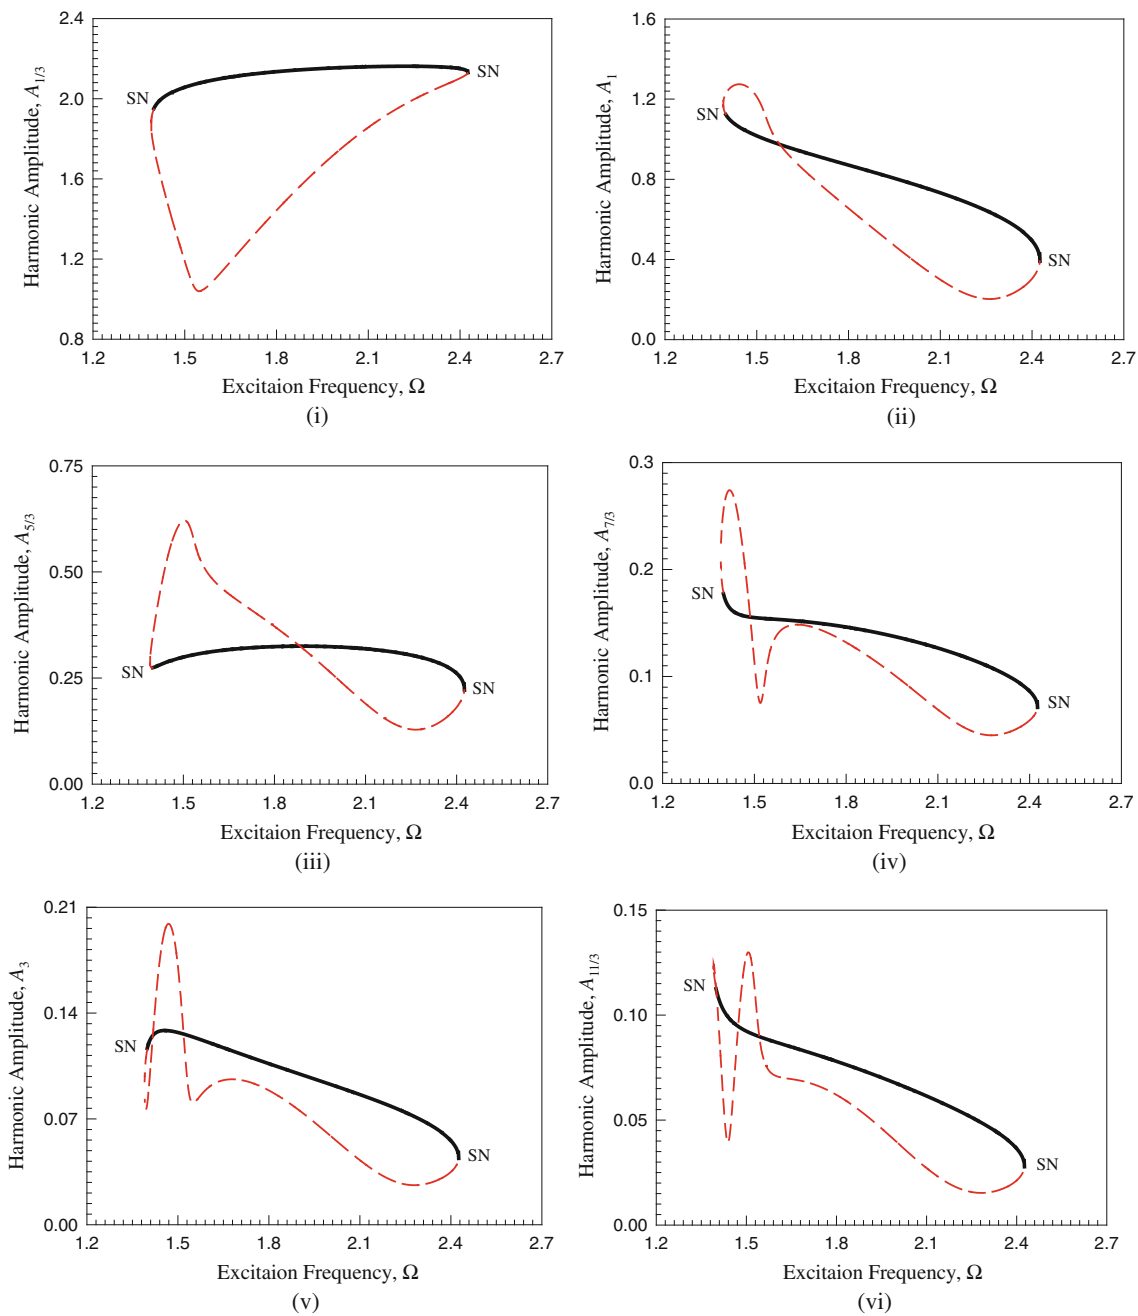 2.4
2.0
1.6
1.2
0.8
Harmonic Amplitude, A1/3
SN
SN
1.2 1.5 1.8 2.1 2.4 2.7
Excitaion Frequency, Ω
(i)
1.6
1.2
0.8
0.4
0.0
Harmonic Amplitude, A1
SN
SN
1.2 1.5 1.8 2.1 2.4 2.7
Excitaion Frequency, Ω
(ii)
0.75
0.50
0.25
0.00
Harmonic Amplitude, A5/3
SN
SN
1.2 1.5 1.8 2.1 2.4 2.7
Excitaion Frequency, Ω
(iii)
0.3
0.2
0.1
0.0
Harmonic Amplitude, A7/3
SN
SN
1.2 1.5 1.8 2.1 2.4 2.7
Excitaion Frequency, Ω
(iv)
0.21
0.14
0.07
0.00
Harmonic Amplitude, A3
SN
SN
1.2 1.5 1.8 2.1 2.4 2.7
Excitaion Frequency, Ω
(v)
0.15
0.10
0.05
0.00
Harmonic Amplitude, A11/3
SN
SN
1.2 1.5 1.8 2.1 2.4 2.7
Excitaion Frequency, Ω
(vi)